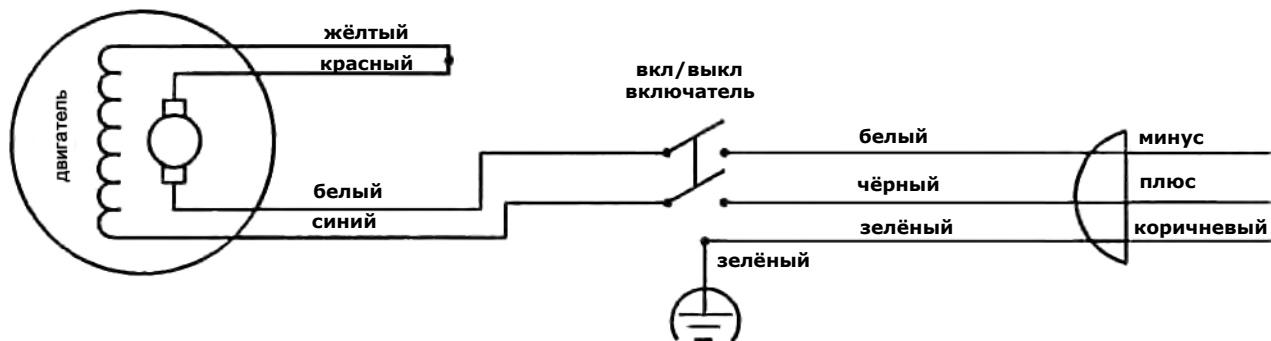 жёлтый
красный
двигатель
белый
синий
вкл/выкл
включатель
белый
чёрный
зелёный
зелёный
минус
плюс
коричневый